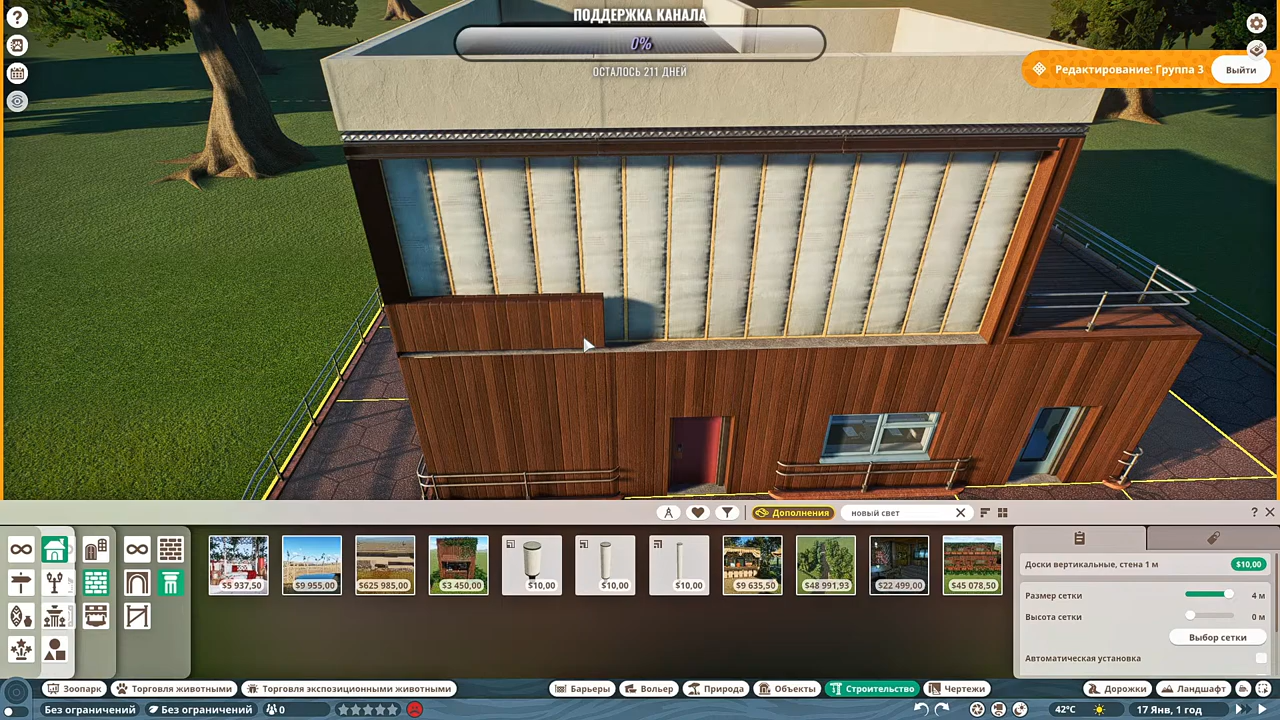 ПОДДЕРЖКА КАНАЛА
0%
ОСТАЛОСЬ 211 ДНЕЙ
Редактирование: Группа 3
Выйти
Дополнения
новый свет
$5 937,50
$9 955,00
$625 985,00
$3 450,00
$10,00
$10,00
$10,00
$9 635,50
$48 991,93
$22 499,00
$45 078,50
Доски вертикальные, стена 1 м
$10,00
Размер сетки
4 м
Высота сетки
0 м
Выбор сетки
Автоматическая установка
Зоопарк
Торговля животными
Торговля экспозиционными животными
Барьеры
Вольер
Природа
Объекты
Строительство
Чертежи
Дорожки
Ландшафт
Без ограничений
Без ограничений
0
42°C
17 Янв, 1 год